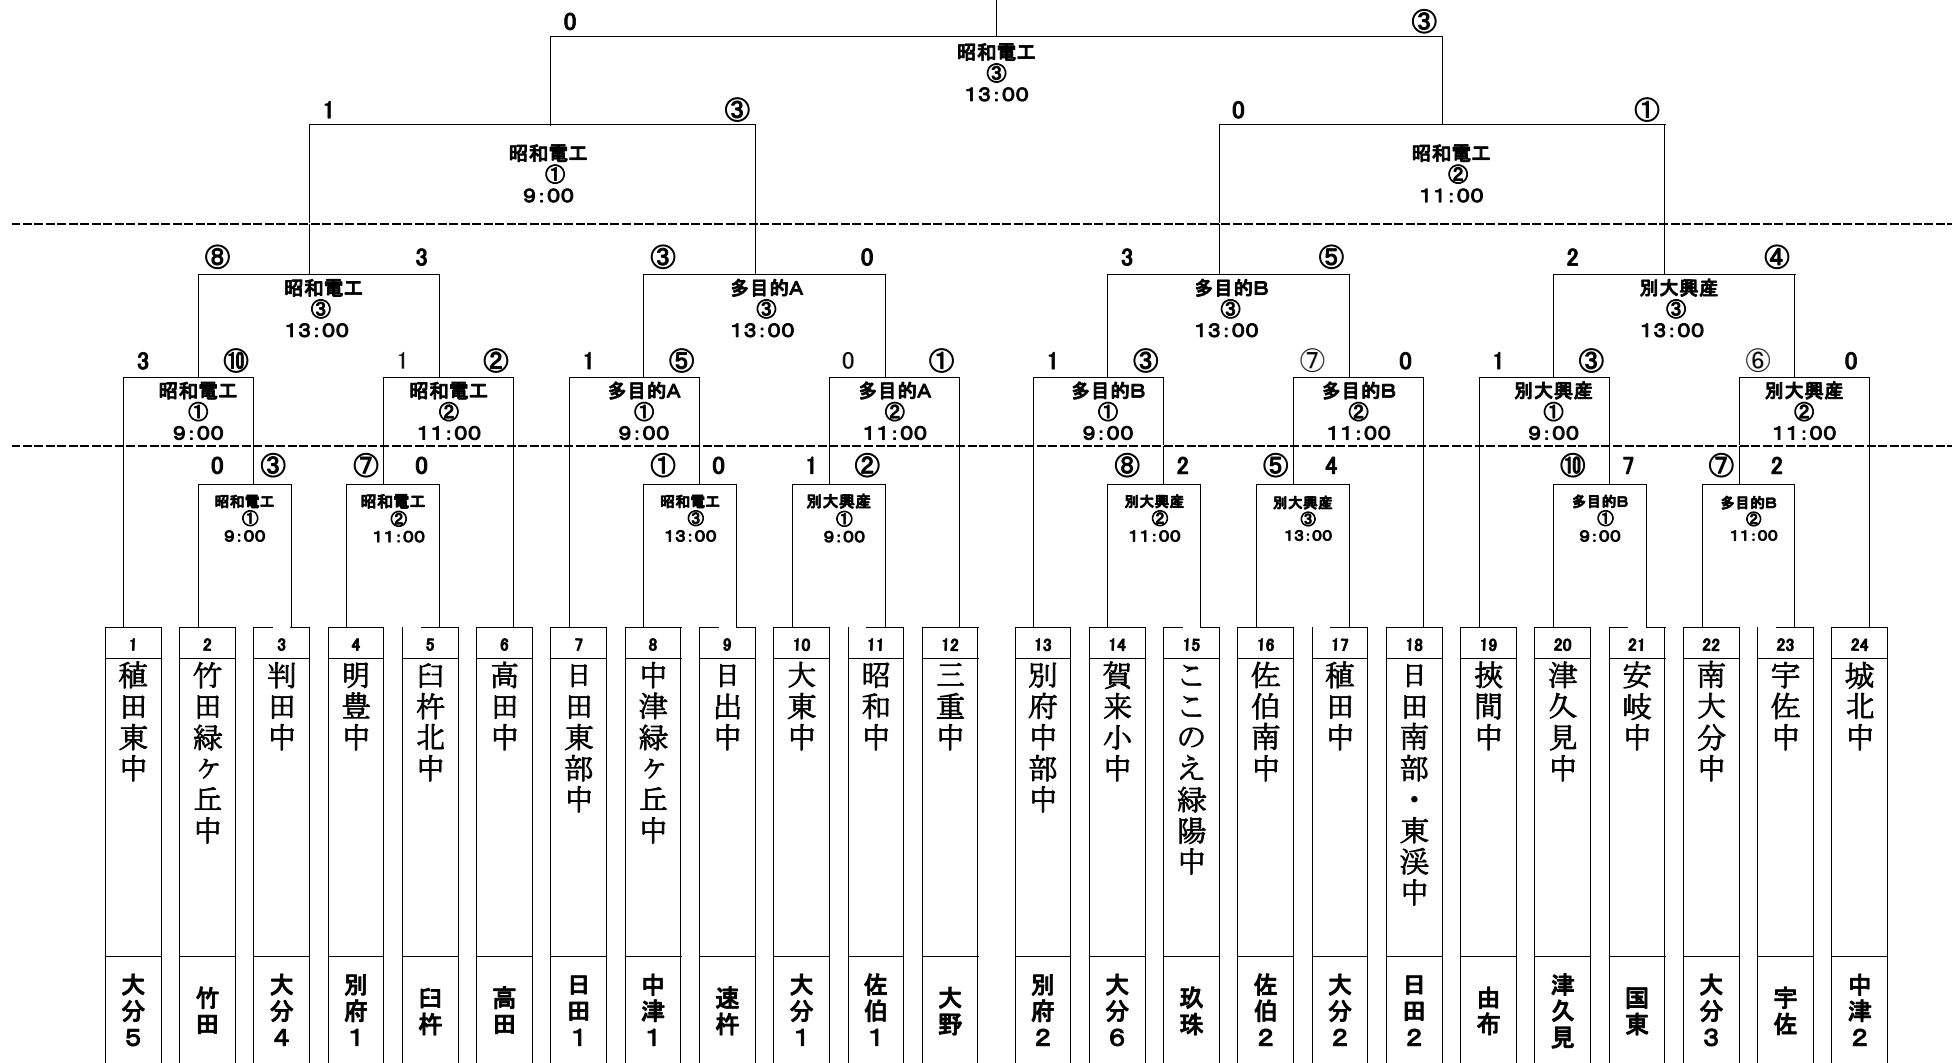 0 ③
昭和電工
③
13:00
1 ③ 0 ①
昭和電工 昭和電工
① ②
9:00 11:00
⑧ 3 ③ 0 3 ⑤ 2 ④
昭和電工 多目的A 多目的B 別大興産
③ ③ ③ ③
13:00 13:00 13:00 13:00
3 ⑩ 1 ② 1 ⑤ 0 ① 1 ③ ⑦ 0 1 ③ ⑥ 0
昭和電工 昭和電工 多目的A 多目的A 多目的B 多目的B 別大興産 別大興産
① ② ① ② ① ② ① ②
9:00 11:00 9:00 11:00 9:00 11:00 9:00 11:00
0 ③ ⑦ 0 ① 0 1 ② ⑧ 2 ⑤ 4 ⑩ 7 ⑦ 2
昭和電工 昭和電工 昭和電工 別大興産 別大興産 別大興産 多目的B 多目的B
① ② ③ ① ② ③ ① ②
9:00 11:00 13:00 9:00 11:00 13:00 9:00 11:00
1 2 3 4 5 6 7 8 9 10 11 12 13 14 15 16 17 18 19 20 21 22 23 24
稙田東中
竹田緑ケ丘中
判田中
明豊中
臼杵北中
高田中
日田東部中
中津緑ケ丘中
日出中
大東中
昭和中
三重中
別府中部中
賀来小中
ここのえ緑陽中
佐伯南中
稙田中
日田南部・東渓中
挾間中
津久見中
安岐中
南大分中
宇佐中
城北中
大分5
竹田
大分4
別府1
臼杵
高田
日田1
中津1
速杵
大分1
佐伯1
大野
別府2
大分6
玖珠
佐伯2
大分2
日田2
由布
津久見
国東
大分3
宇佐
中津2